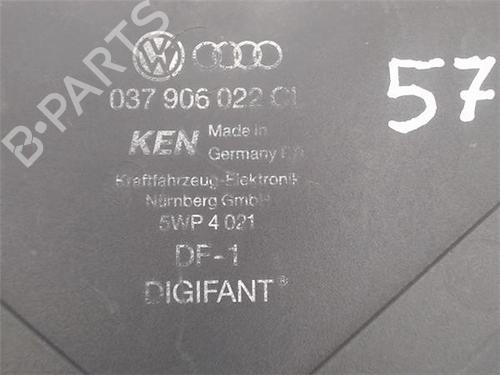 B-PARTS
037 906 022 CL
57
KEN Made in
Germany
Kraftfahrzeug-Elektronik
Nürnberg GmbH
5WP 4 021
DF-1
DIGIFANT®